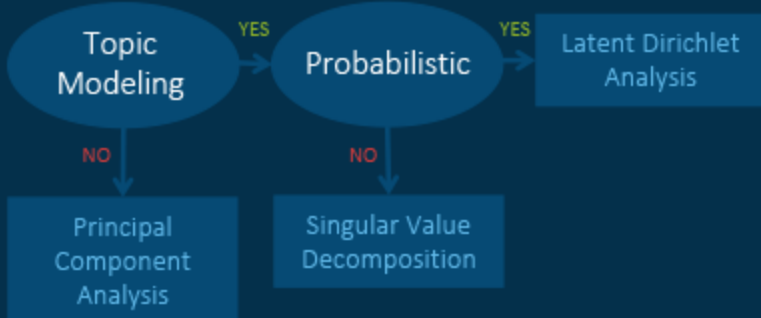 Topic
Modeling
YES
Probabilistic
YES
Latent Dirichlet
Analysis
NO
NO
Principal
Component
Analysis
Singular Value
Decomposition